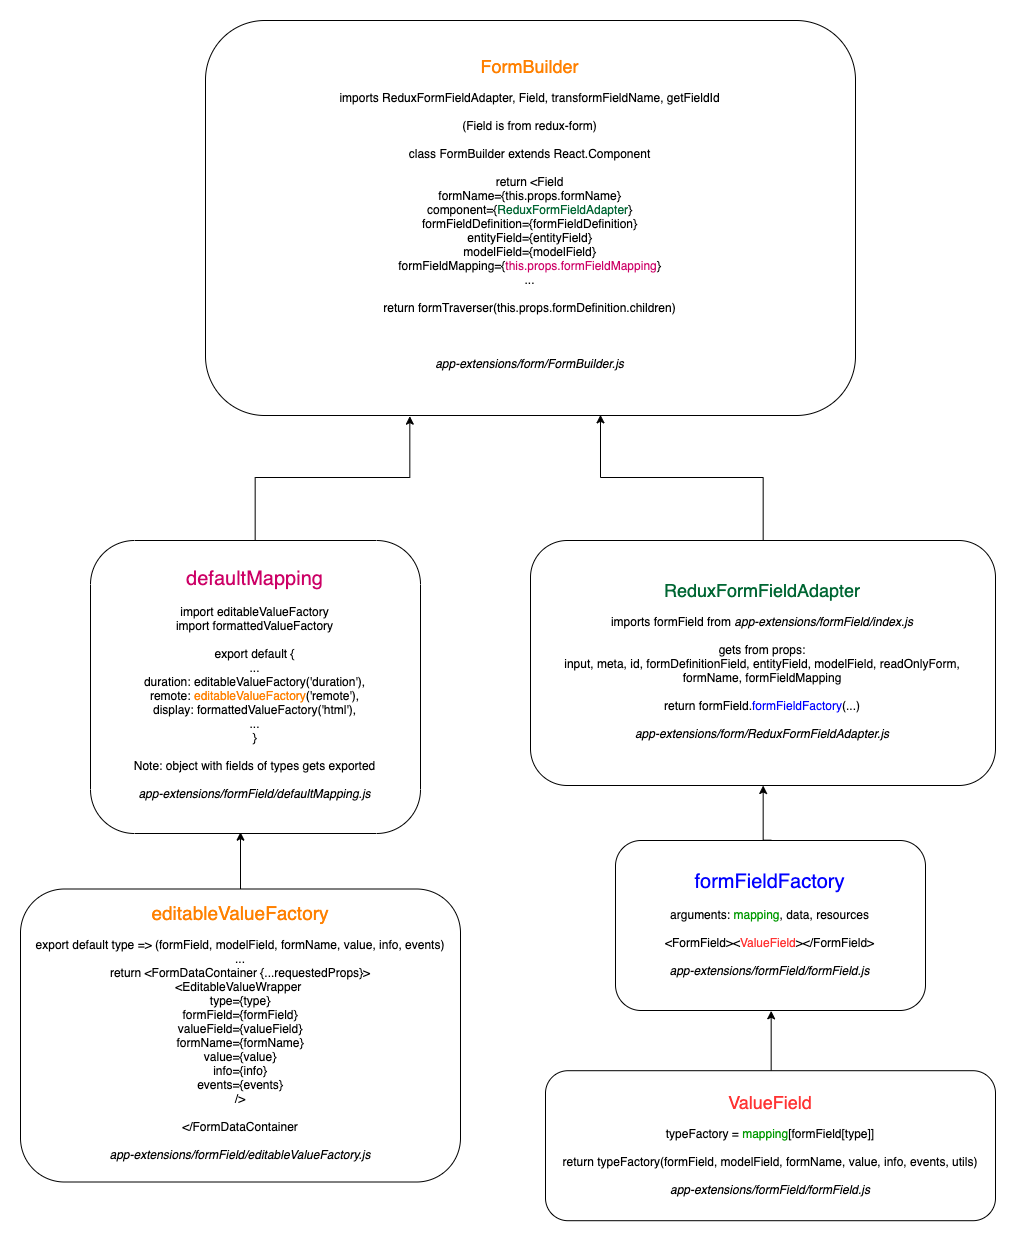 FormBuilder
imports ReduxFormFieldAdapter, Field, transformFieldName, getFieldId
(Field is from redux-form)
class FormBuilder extends React.Component
return <Field
formName={this.props.formName}
component={ReduxFormFieldAdapter}
formFieldDefinition={formFieldDefinition}
entityField={entityField}
modelField={modelField}
formFieldMapping={this.props.formFieldMapping}
...
return formTraverser(this.props.formDefinition.children)
app-extensions/form/FormBuilder.js
defaultMapping
import editableValueFactory
import formattedValueFactory
export default {
...
duration: editableValueFactory('duration'),
remote: editableValueFactory('remote'),
display: formattedValueFactory('html'),
...
}
Note: object with fields of types gets exported
app-extensions/formField/defaultMapping.js
ReduxFormFieldAdapter
imports formField from app-extensions/formField/index.js
gets from props:
input, meta, id, formDefinitionField, entityField, modelField, readOnlyForm,
formName, formFieldMapping
return formField.formFieldFactory(...)
app-extensions/form/ReduxFormFieldAdapter.js
editableValueFactory
export default type => (formField, modelField, formName, value, info, events)
...
return <FormDataContainer {...requestedProps}>
<EditableValueWrapper
type={type}
formField={formField}
valueField={valueField}
formName={formName}
value={value}
info={info}
events={events}
/>
</FormDataContainer
app-extensions/formField/editableValueFactory.js
formFieldFactory
arguments: mapping, data, resources
<FormField><ValueField></FormField>
app-extensions/formField/formField.js
ValueField
typeFactory = mapping[formField[type]]
return typeFactory(formField, modelField, formName, value, info, events, utils)
app-extensions/formField/formField.js